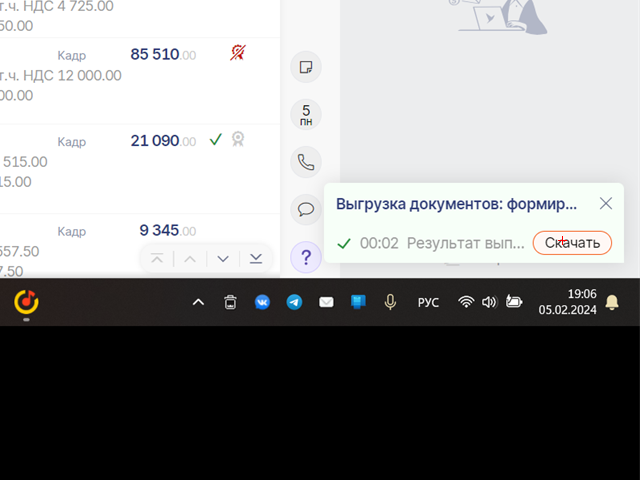 т.ч. НДС 4 725.00
50.00
Кадр 85 510.00
т.ч. НДС 12 000.00
00.00
5
ПН
Кадр 21 090.00
515.00
15.00
Выгрузка документов: формир...
00:02 Результат вып... Скачать
Кадр 9 345.00
557.50
7.50
?
РУС
19:06
05.02.2024